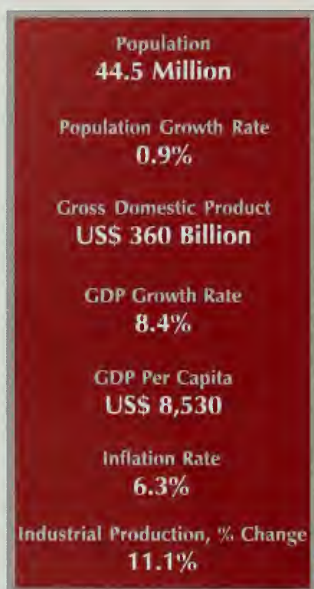 Population
44.5 Million
Population Growth Rate
0.9%
Gross Domestic Product
US$ 360 Billion
GDP Growth Rate
8.4%
GDP Per Capita
US$ 8,530
Inflation Rate
6.3%
Industrial Production, % Change
11.1%